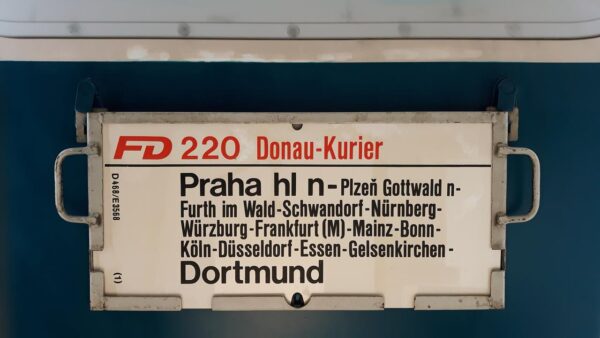 FD 220 Donau-Kurier
Praha hl n-Plzeň Gottwald n-
Furth im Wald-Schwandorf-Nürnberg-
Würzburg-Frankfurt (M)-Mainz-Bonn-
Köln-Düsseldorf-Essen-Gelsenkirchen-
Dortmund
D468/E3568
(1)